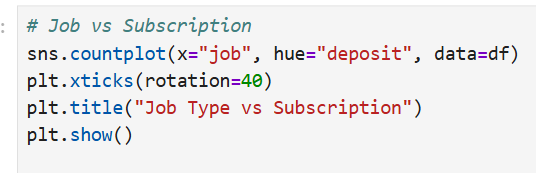 # Job vs Subscription
sns.countplot(x="job", hue="deposit", data=df)
plt.xticks(rotation=40)
plt.title("Job Type vs Subscription")
plt.show()